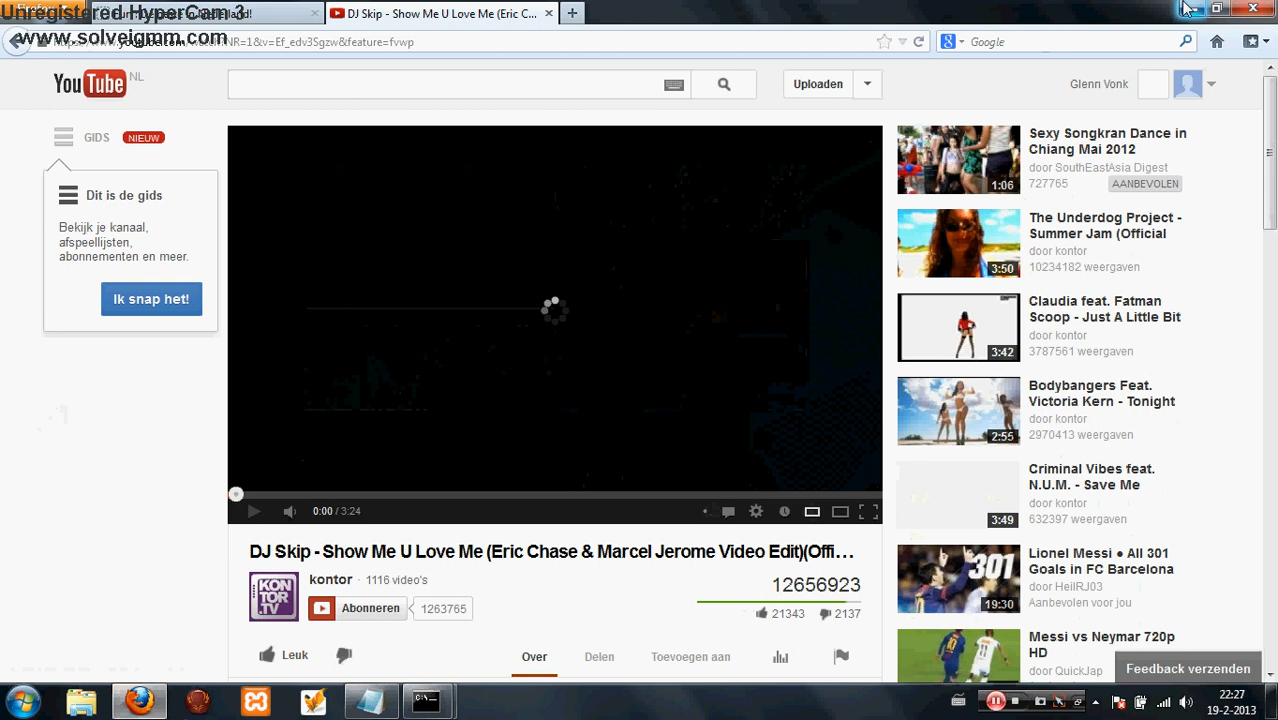 Unregistered HyperCam 3
www.solveigmm.com
DJ Skip - Show Me U Love Me (Eric C...
NR=1&v=Ef_edv3Sgzw&feature=fvwp
Google
YouTube NL
Uploaden
Glenn Vonk
GIDS NIEUW
Dit is de gids
Bekijk je kanaal,
afspeellijsten,
abonnementen en meer.
Ik snap het!
0:00 / 3:24
DJ Skip - Show Me U Love Me (Eric Chase & Marcel Jerome Video Edit)(Offi...
KONTOR.TV
kontor · 1116 video's
Abonneren 1263765
12656923
21343 2137
Leuk
Over Delen Toevoegen aan
Sexy Songkran Dance in
Chiang Mai 2012
door SouthEastAsia Digest
727765 AANBEVOLEN
1:06
The Underdog Project -
Summer Jam (Official
door kontor
10234182 weergaven
3:50
Claudia feat. Fatman
Scoop - Just A Little Bit
door kontor
3787561 weergaven
3:42
Bodybangers Feat.
Victoria Kern - Tonight
door kontor
2970413 weergaven
2:55
Criminal Vibes feat.
N.U.M. - Save Me
door kontor
632397 weergaven
3:49
Lionel Messi ● All 301
Goals in FC Barcelona
door HeilRJ03
Aanbevolen voor jou
301
19:30
Messi vs Neymar 720p
HD
door QuickJap
Feedback verzenden
22:27
19-2-2013